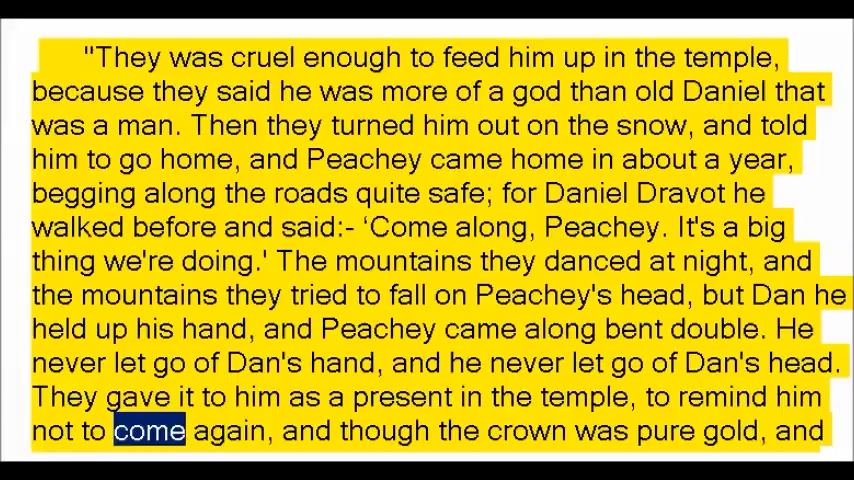 "They was cruel enough to feed him up in the temple,
because they said he was more of a god than old Daniel that
was a man. Then they turned him out on the snow, and told
him to go home, and Peachey came home in about a year,
begging along the roads quite safe; for Daniel Dravot he
walked before and said:- ‘Come along, Peachey. It's a big
thing we're doing.' The mountains they danced at night, and
the mountains they tried to fall on Peachey's head, but Dan he
held up his hand, and Peachey came along bent double. He
never let go of Dan's hand, and he never let go of Dan's head.
They gave it to him as a present in the temple, to remind him
not to come again, and though the crown was pure gold, and